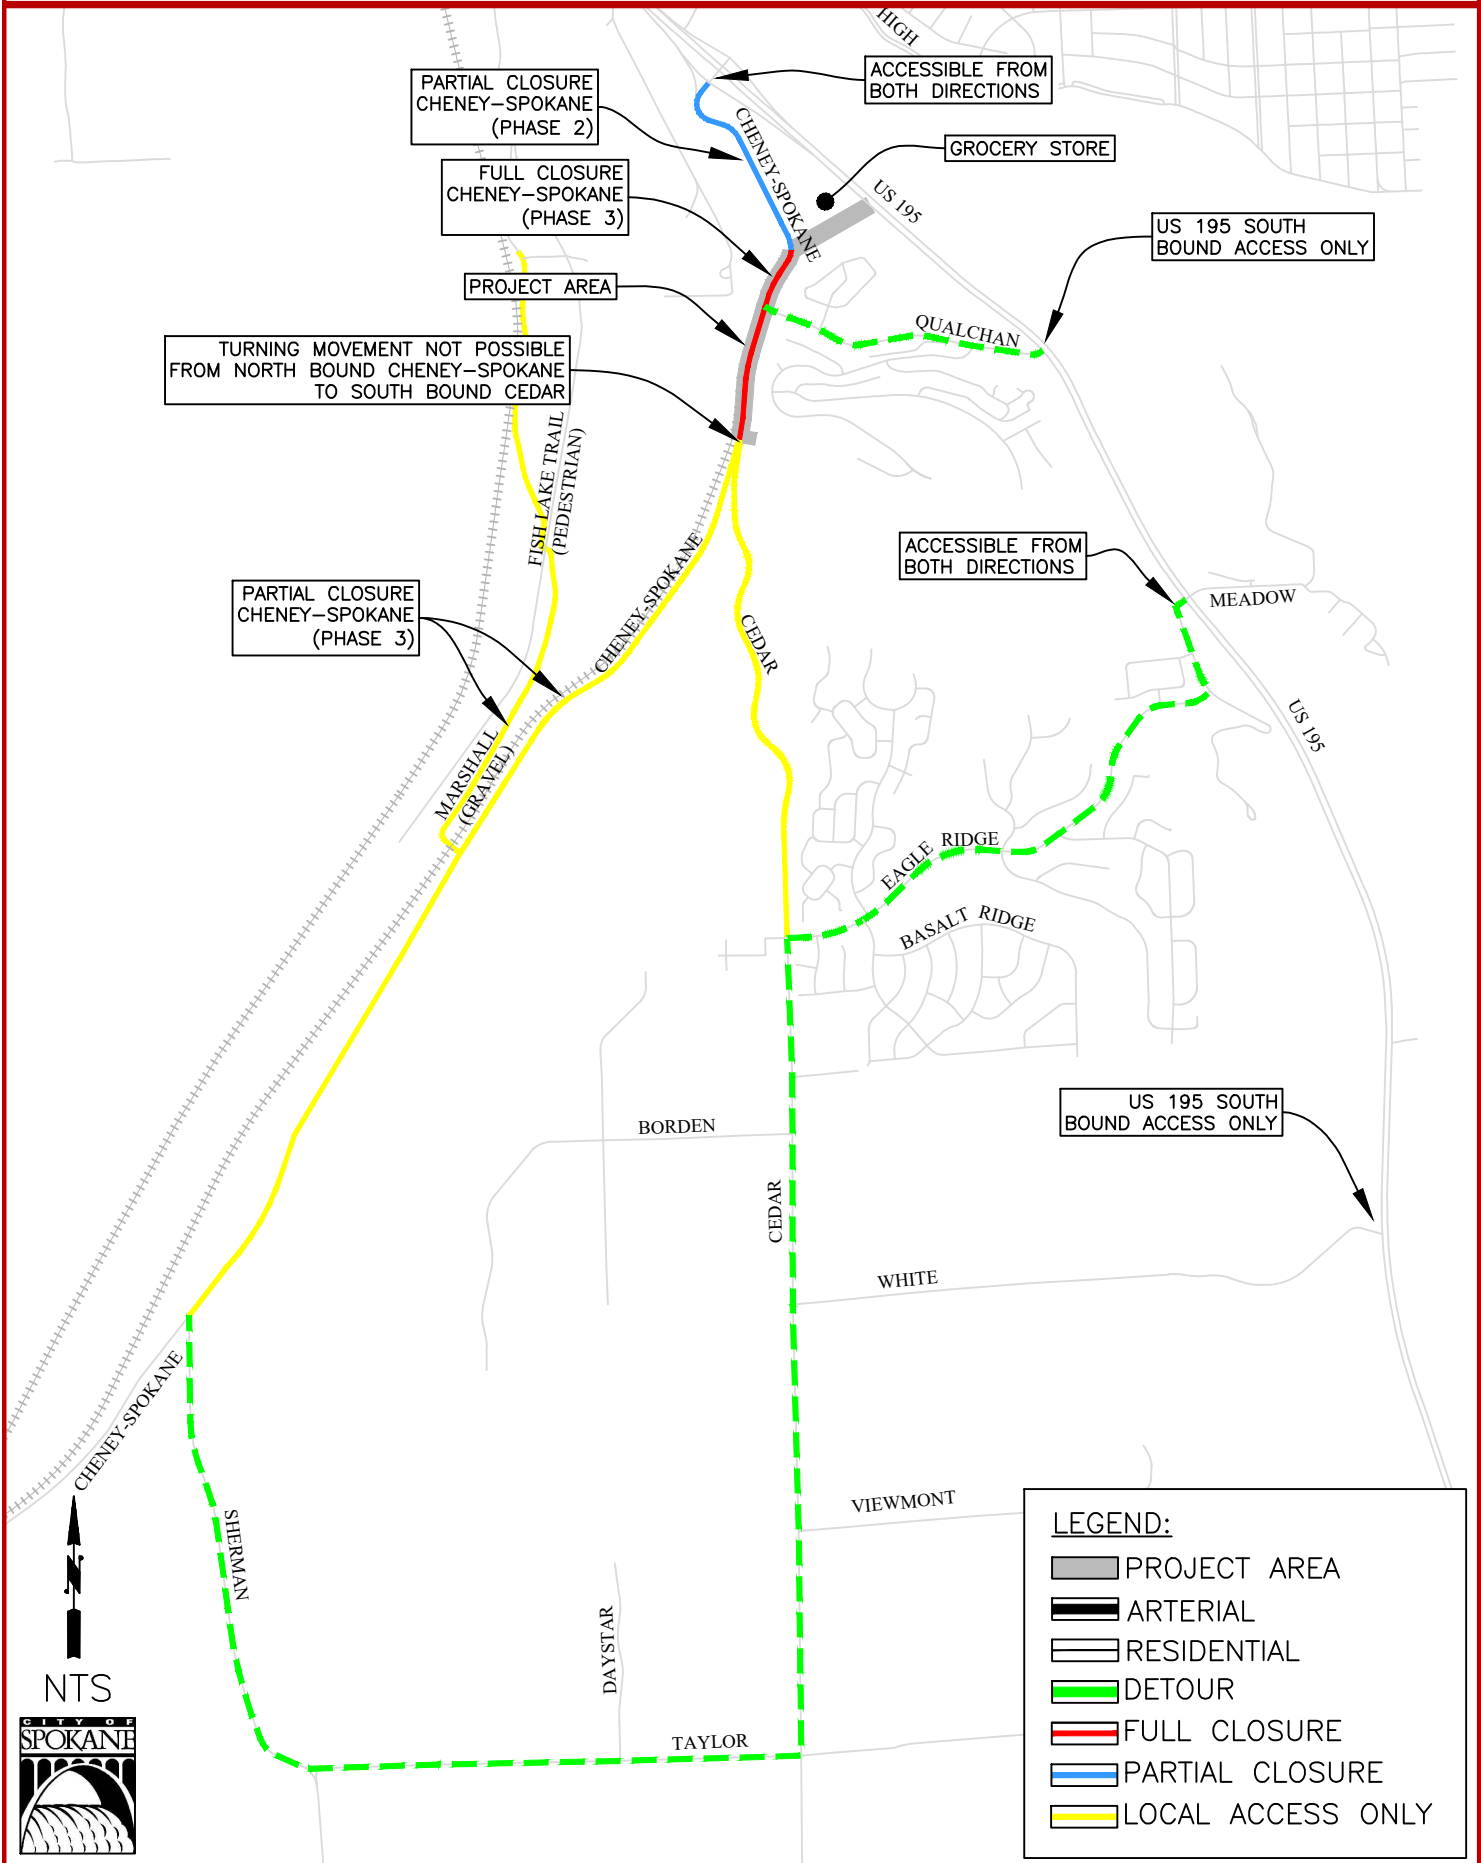 HIGH
PARTIAL CLOSURE
CHENEY-SPOKANE
(PHASE 2)
ACCESSIBLE FROM
BOTH DIRECTIONS
CHENEY-SPOKANE
GROCERY STORE
FULL CLOSURE
CHENEY-SPOKANE
(PHASE 3)
US 195
US 195 SOUTH
BOUND ACCESS ONLY
PROJECT AREA
QUALCHAN
TURNING MOVEMENT NOT POSSIBLE
FROM NORTH BOUND CHENEY-SPOKANE
TO SOUTH BOUND CEDAR
FISH LAKE TRAIL
(PEDESTRIAN)
ACCESSIBLE FROM
BOTH DIRECTIONS
MEADOW
PARTIAL CLOSURE
CHENEY-SPOKANE
(PHASE 3)
CHENEY-SPOKANE
CEDAR
US 195
MARSHALL
(GRAVEL)
EAGLE RIDGE
BASALT RIDGE
US 195 SOUTH
BOUND ACCESS ONLY
BORDEN
CEDAR
WHITE
CHENEY-SPOKANE
VIEWMONT
SHERMAN
DAYSTAR
TAYLOR
N
NTS
CITY OF
SPOKANE
LEGEND:
PROJECT AREA
ARTERIAL
RESIDENTIAL
DETOUR
FULL CLOSURE
PARTIAL CLOSURE
LOCAL ACCESS ONLY